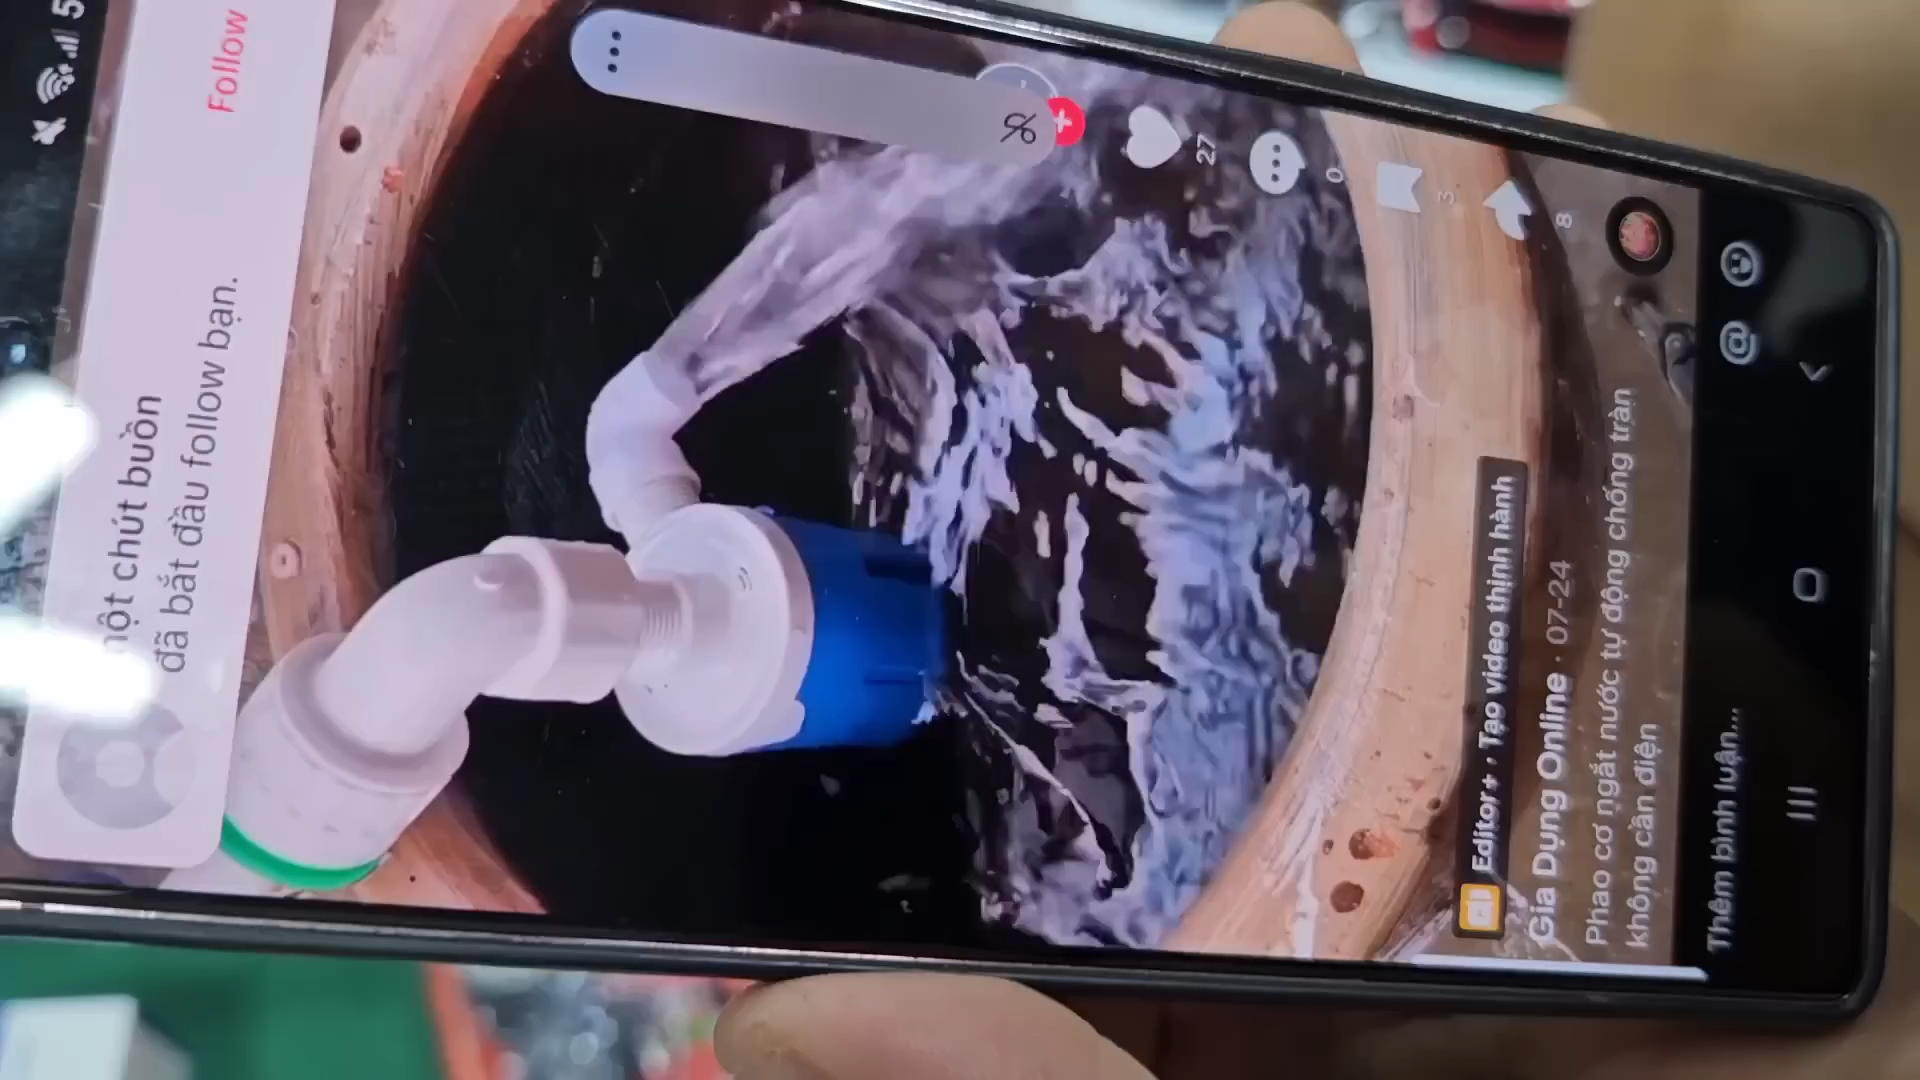 5
một chút buồn
đã bắt đầu follow bạn.
Follow
27
0
3
8
Editor+ · Tạo video thịnh hành
Gia Dụng Online · 07-24
Phao cơ ngắt nước tự động chống tràn
không cần điện
Thêm bình luận...
@